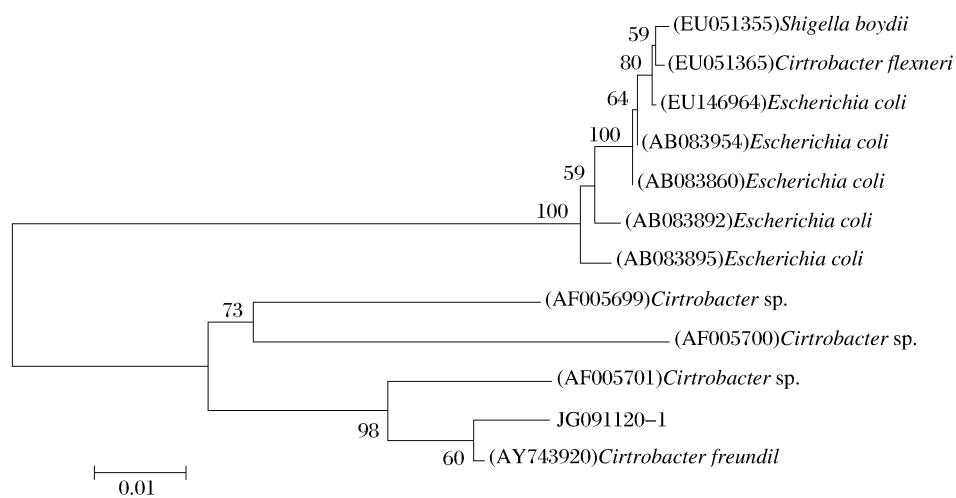 59 (EU051355)Shigella boydii
80 (EU051365)Cirtrobacter flexneri
64 (EU146964)Escherichia coli
100 (AB083954)Escherichia coli
59 (AB083860)Escherichia coli
100 (AB083892)Escherichia coli
(AB083895)Escherichia coli
73 (AF005699)Cirtrobacter sp.
(AF005700)Cirtrobacter sp.
(AF005701)Cirtrobacter sp.
98 JG091120-1
60 (AY743920)Cirtrobacter freundil
0.01